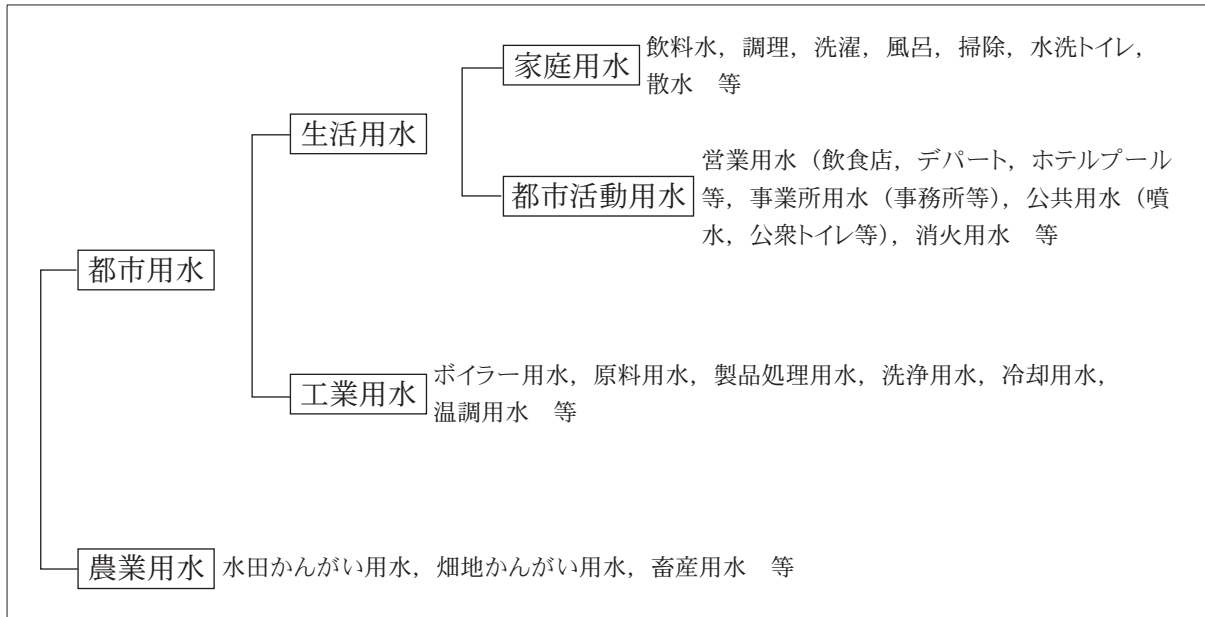 家庭用水
飲料水，調理，洗濯，風呂，掃除，水洗トイレ，
散水　等
生活用水
都市活動用水
営業用水（飲食店，デパート，ホテルプール
等，事業所用水（事務所等），公共用水（噴
水，公衆トイレ等），消火用水　等
都市用水
工業用水
ボイラー用水，原料用水，製品処理用水，洗浄用水，冷却用水，
温調用水　等
農業用水
水田かんがい用水，畑地かんがい用水，畜産用水　等